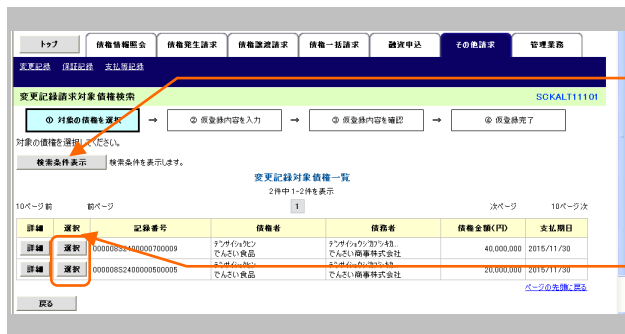 トップ 債権情報照会 債権発生請求 債権譲渡請求 債権一括請求 融資申込 その他請求 管理業務
変更記録 保証記録 支払等記録
変更記録請求対象債権検索 SCKALT11101
① 対象の債権を選択 → ② 仮登録内容を入力 → ③ 仮登録内容を確認 → ④ 仮登録完了
対象の債権を選択してください。
検索条件表示 検索条件を表示します。
変更記録対象債権一覧
2件中1-2件を表示
10ページ前 前ページ 1 次ページ 10ページ次
詳細 選択 記録番号 債権者 債務者 債権金額(円) 支払期日
詳細 選択 00000852400000700009 でんさい食品 でんさい商事株式会社 40,000,000 2015/11/30
詳細 選択 00000852400000500005 でんさい食品 でんさい商事株式会社 20,000,000 2015/11/30
ページの先頭に戻る
戻る